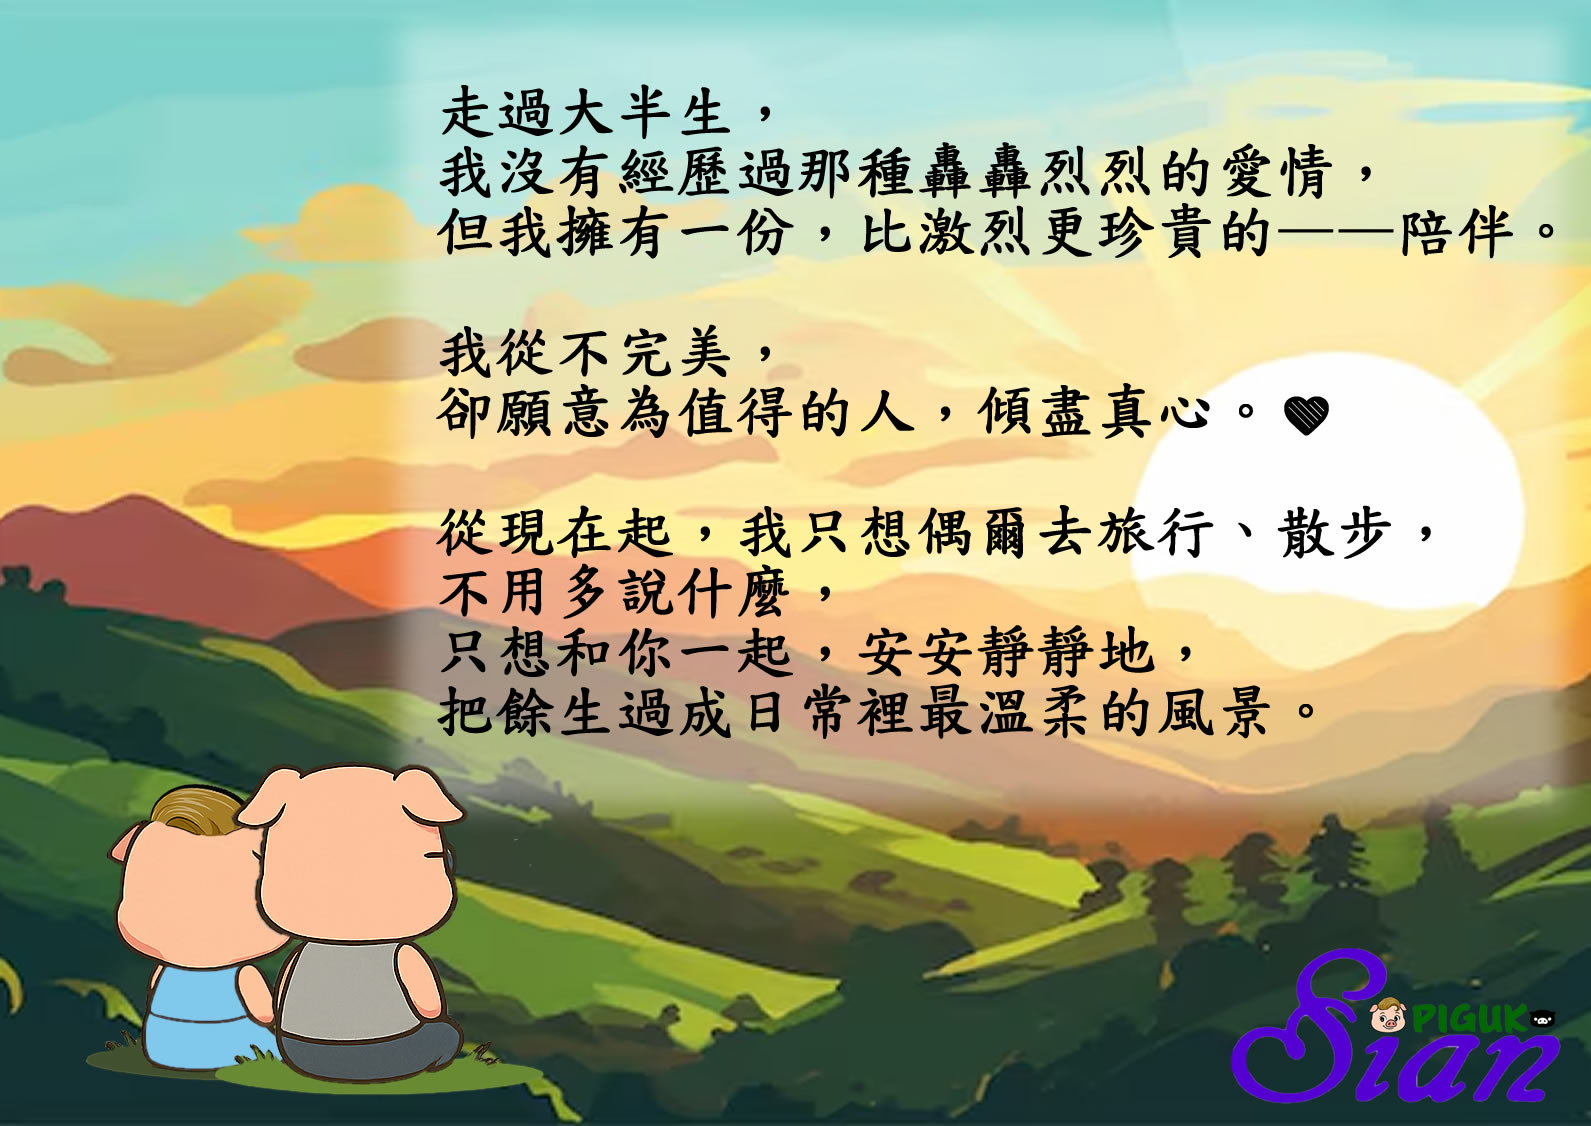 走過大半生，
我沒有經歷過那種轟轟烈烈的愛情，
但我擁有一份，比激烈更珍貴的——陪伴。
我從不完美，
卻願意為值得的人，傾盡真心。
從現在起，我只想偶爾去旅行、散步，
不用多說什麼，
只想和你一起，安安靜靜地，
把餘生過成日常裡最溫柔的風景。
PIGUK
Sian